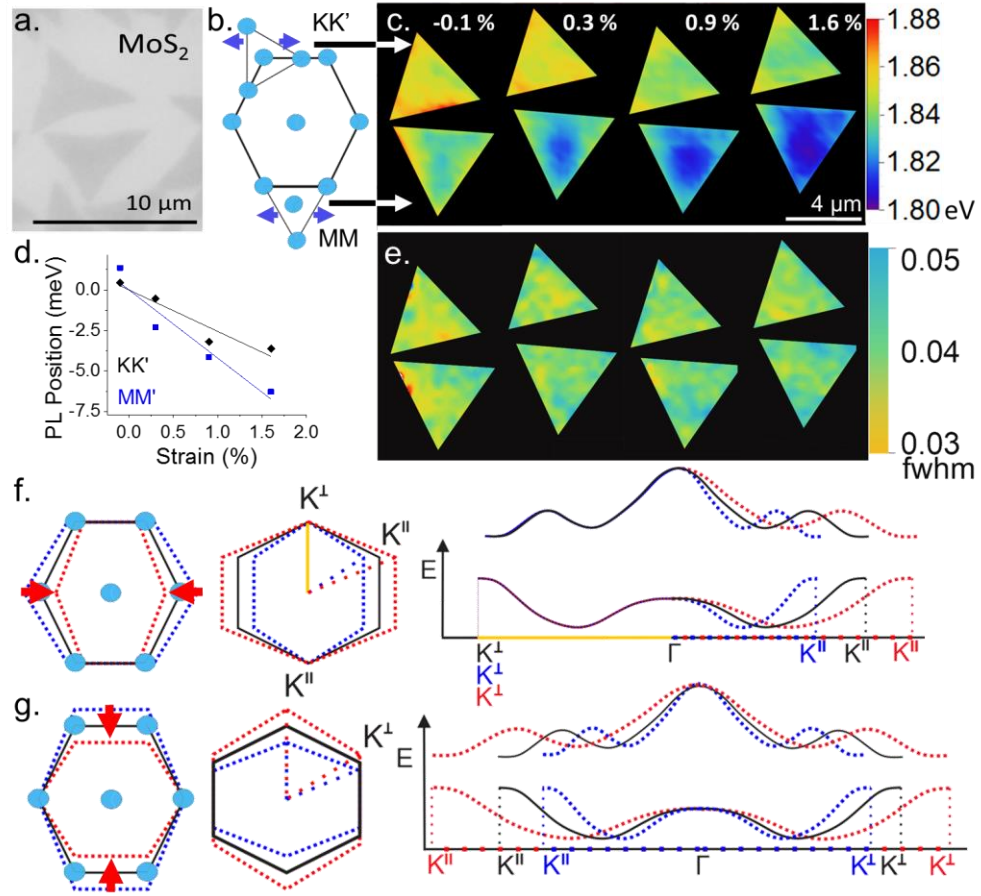 a.
MoS2
10 µm
b.
KK'
MM
c.
-0.1 %
0.3 %
0.9 %
1.6 %
4 µm
1.88
1.86
1.84
1.82
1.80 eV
d.
PL Position (meV)
0.0
-2.5
-5.0
-7.5
KK'
MM'
0.0
0.5
1.0
1.5
2.0
Strain (%)
e.
0.05
0.04
0.03
fwhm
f.
K⊥
K||
K||
E
K⊥
K⊥
K⊥
Γ
K||
K||
K||
g.
K⊥
E
K||
K||
K||
Γ
K⊥
K⊥
K⊥